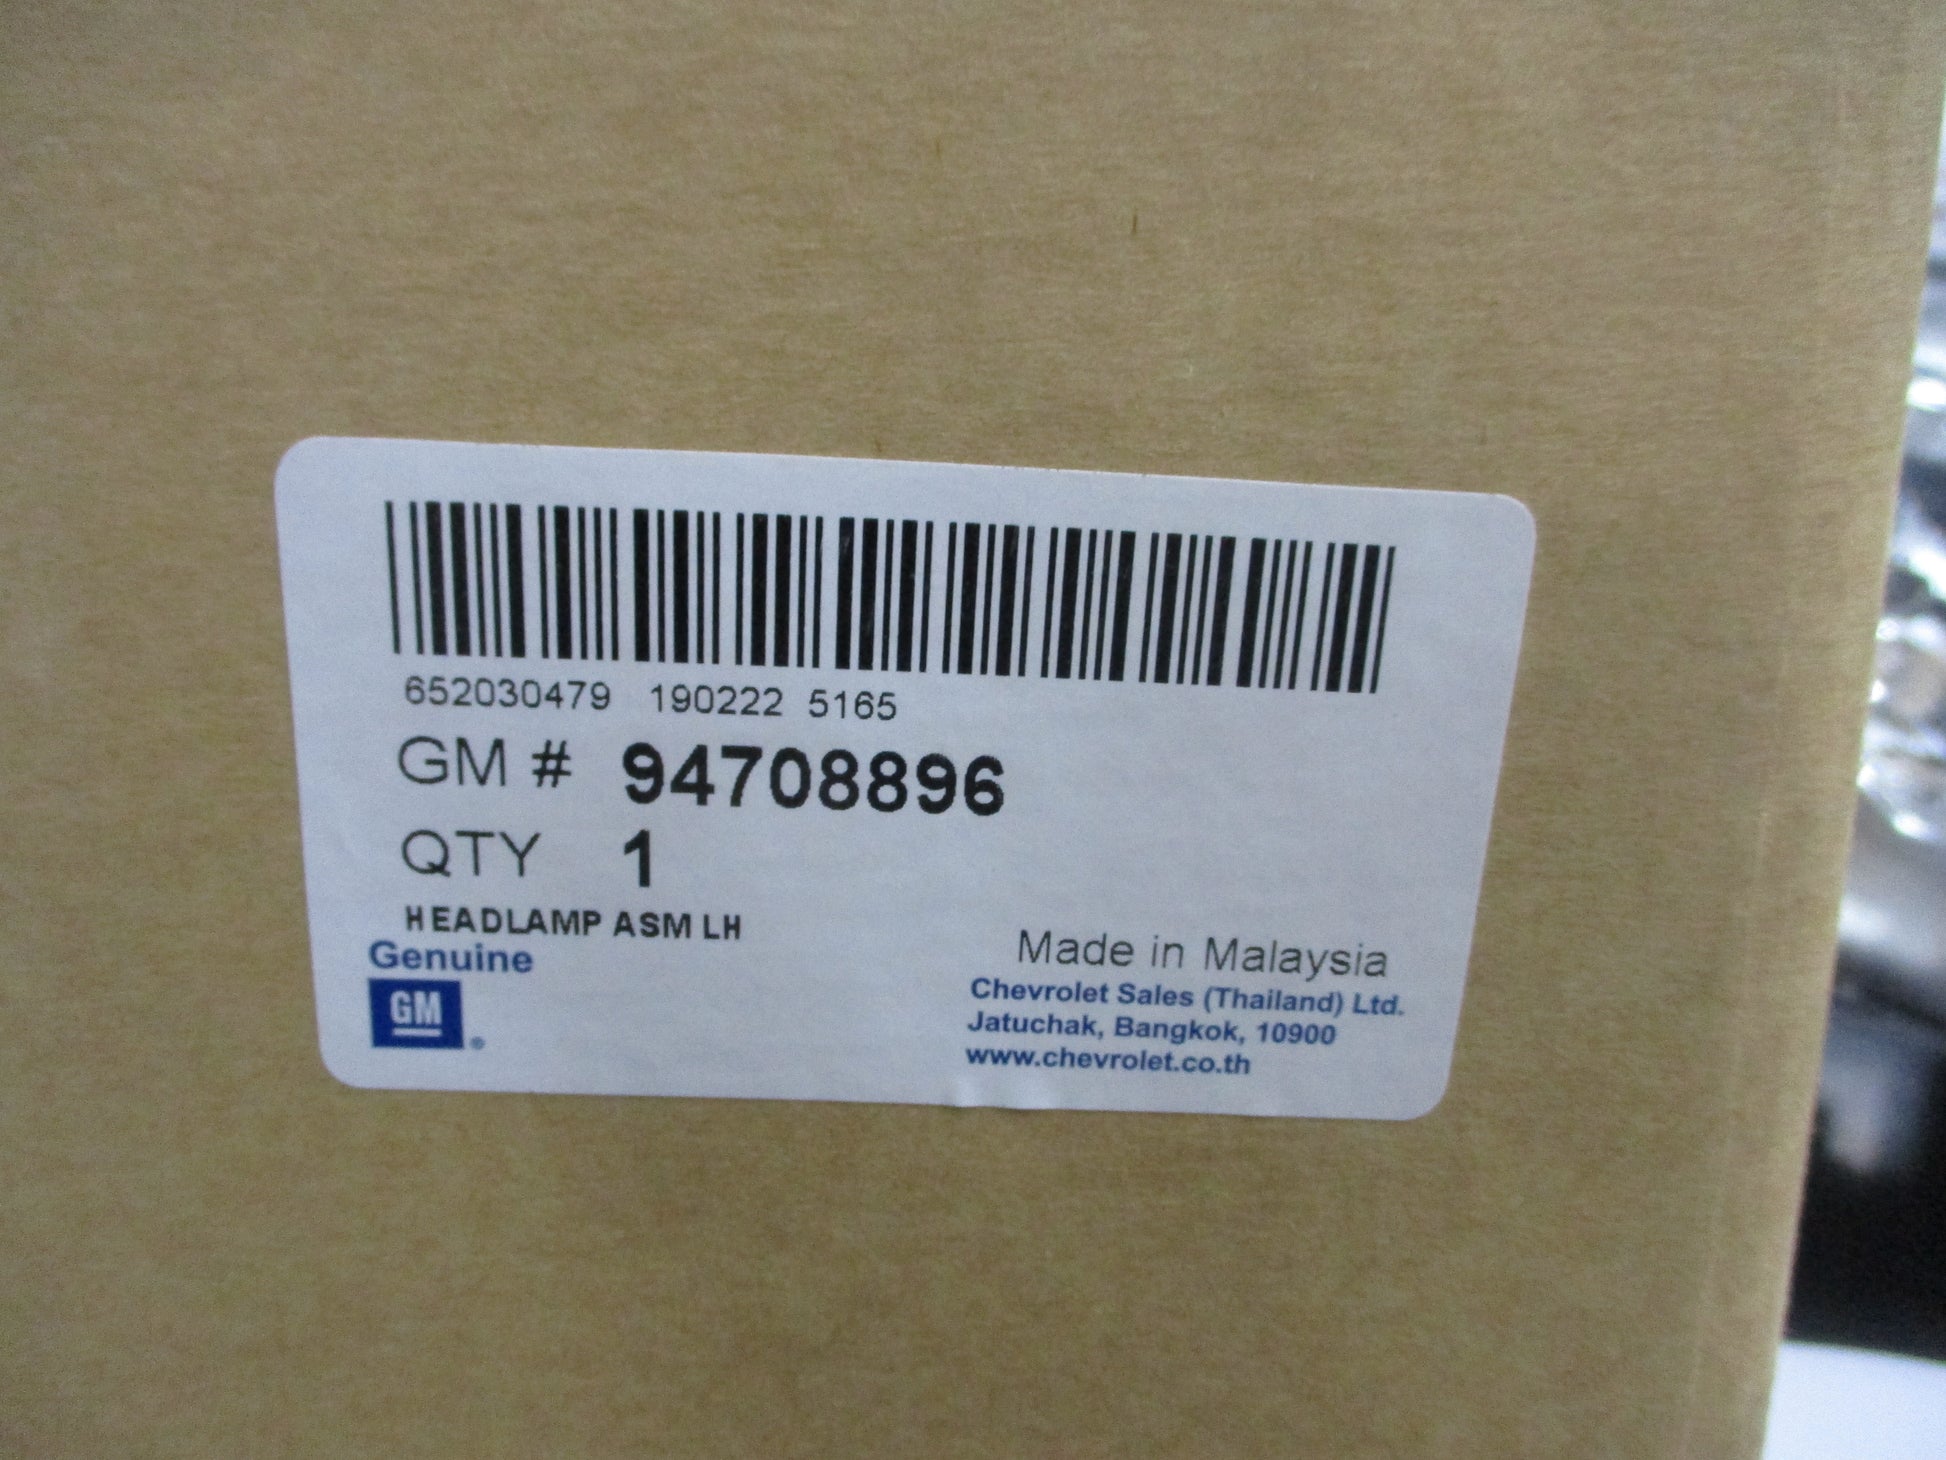 652030479 190222 5165
GM # 94708896
QTY 1
HEADLAMP ASM LH
Genuine
GM ®
Made in Malaysia
Chevrolet Sales (Thailand) Ltd.
Jatuchak, Bangkok, 10900
www.chevrolet.co.th